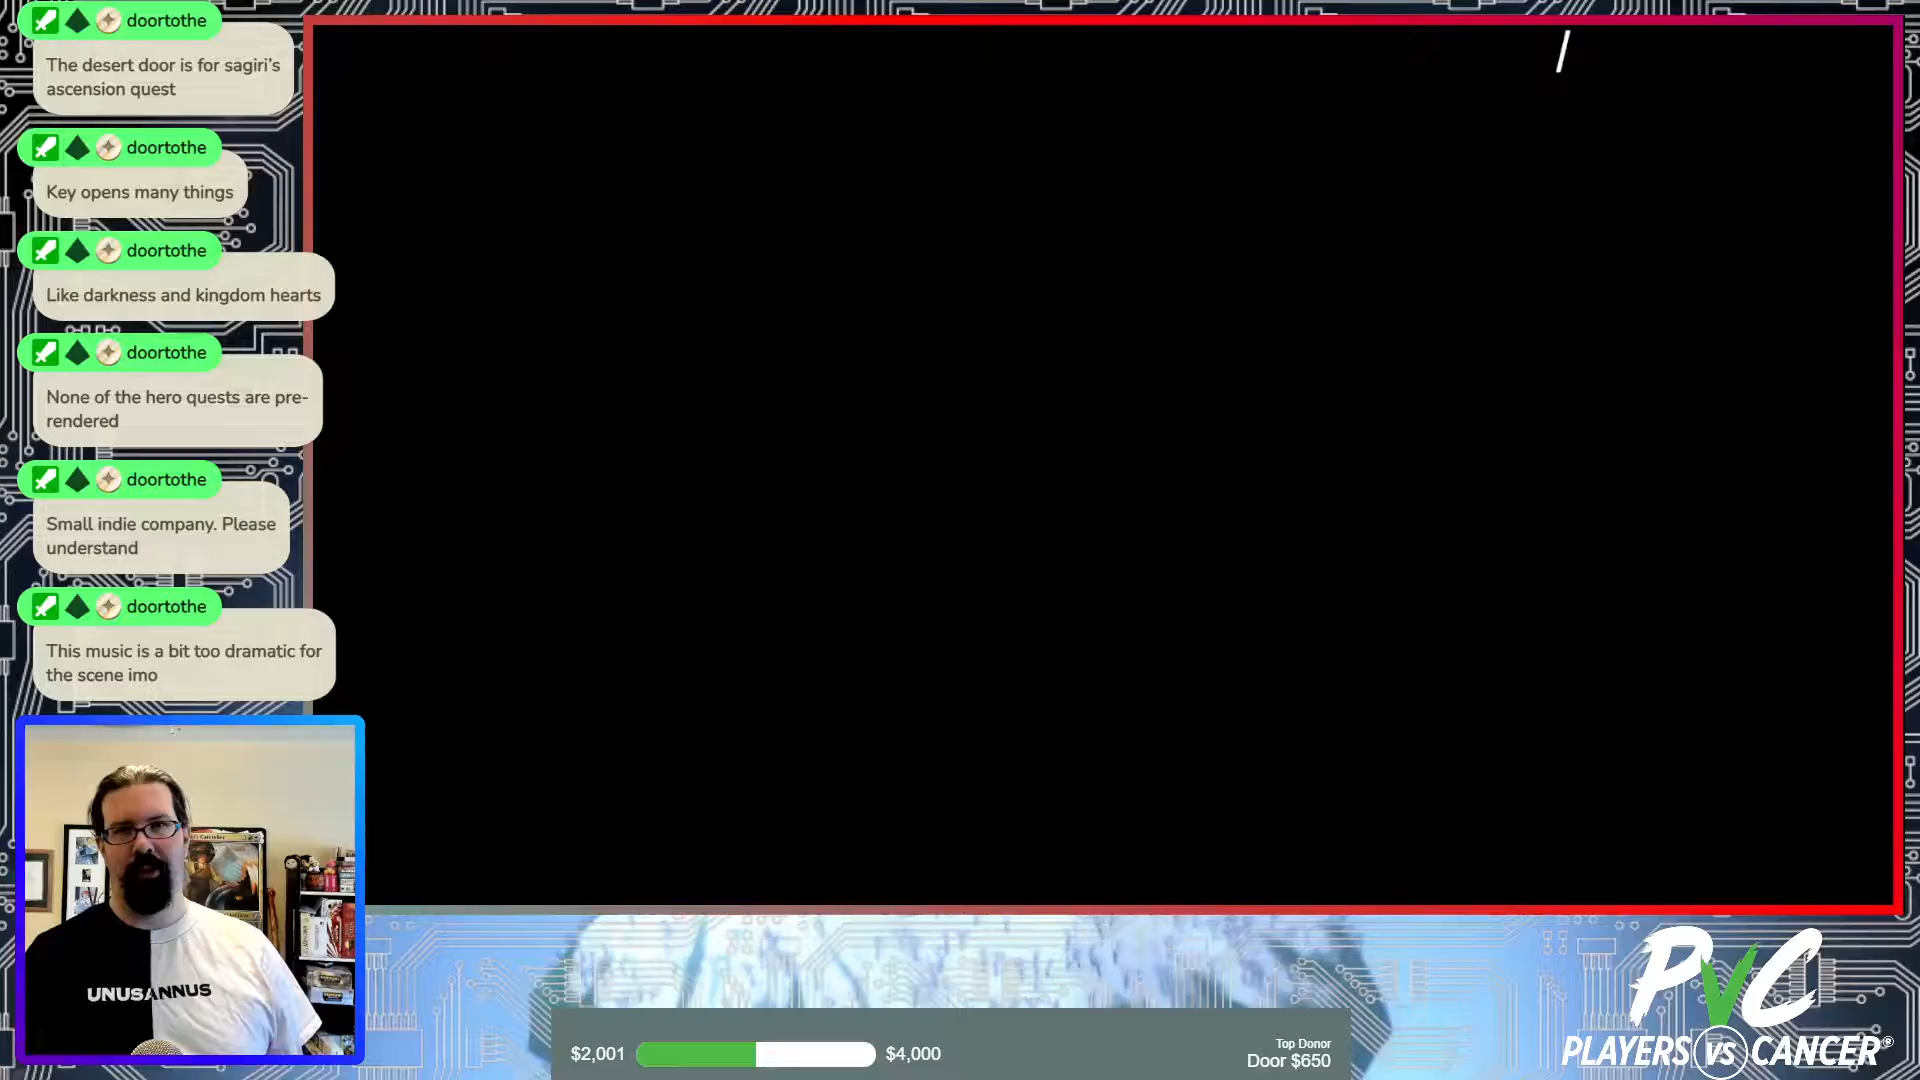 doortothe
The desert door is for sagiri's
ascension quest
doortothe
Key opens many things
doortothe
Like darkness and kingdom hearts
doortothe
None of the hero quests are pre-
rendered
doortothe
Small indie company. Please
understand
doortothe
This music is a bit too dramatic for
the scene imo
UNUSANNUS
$2,001
$4,000
Top Donor
Door $650
PVC
PLAYERS VS CANCER®